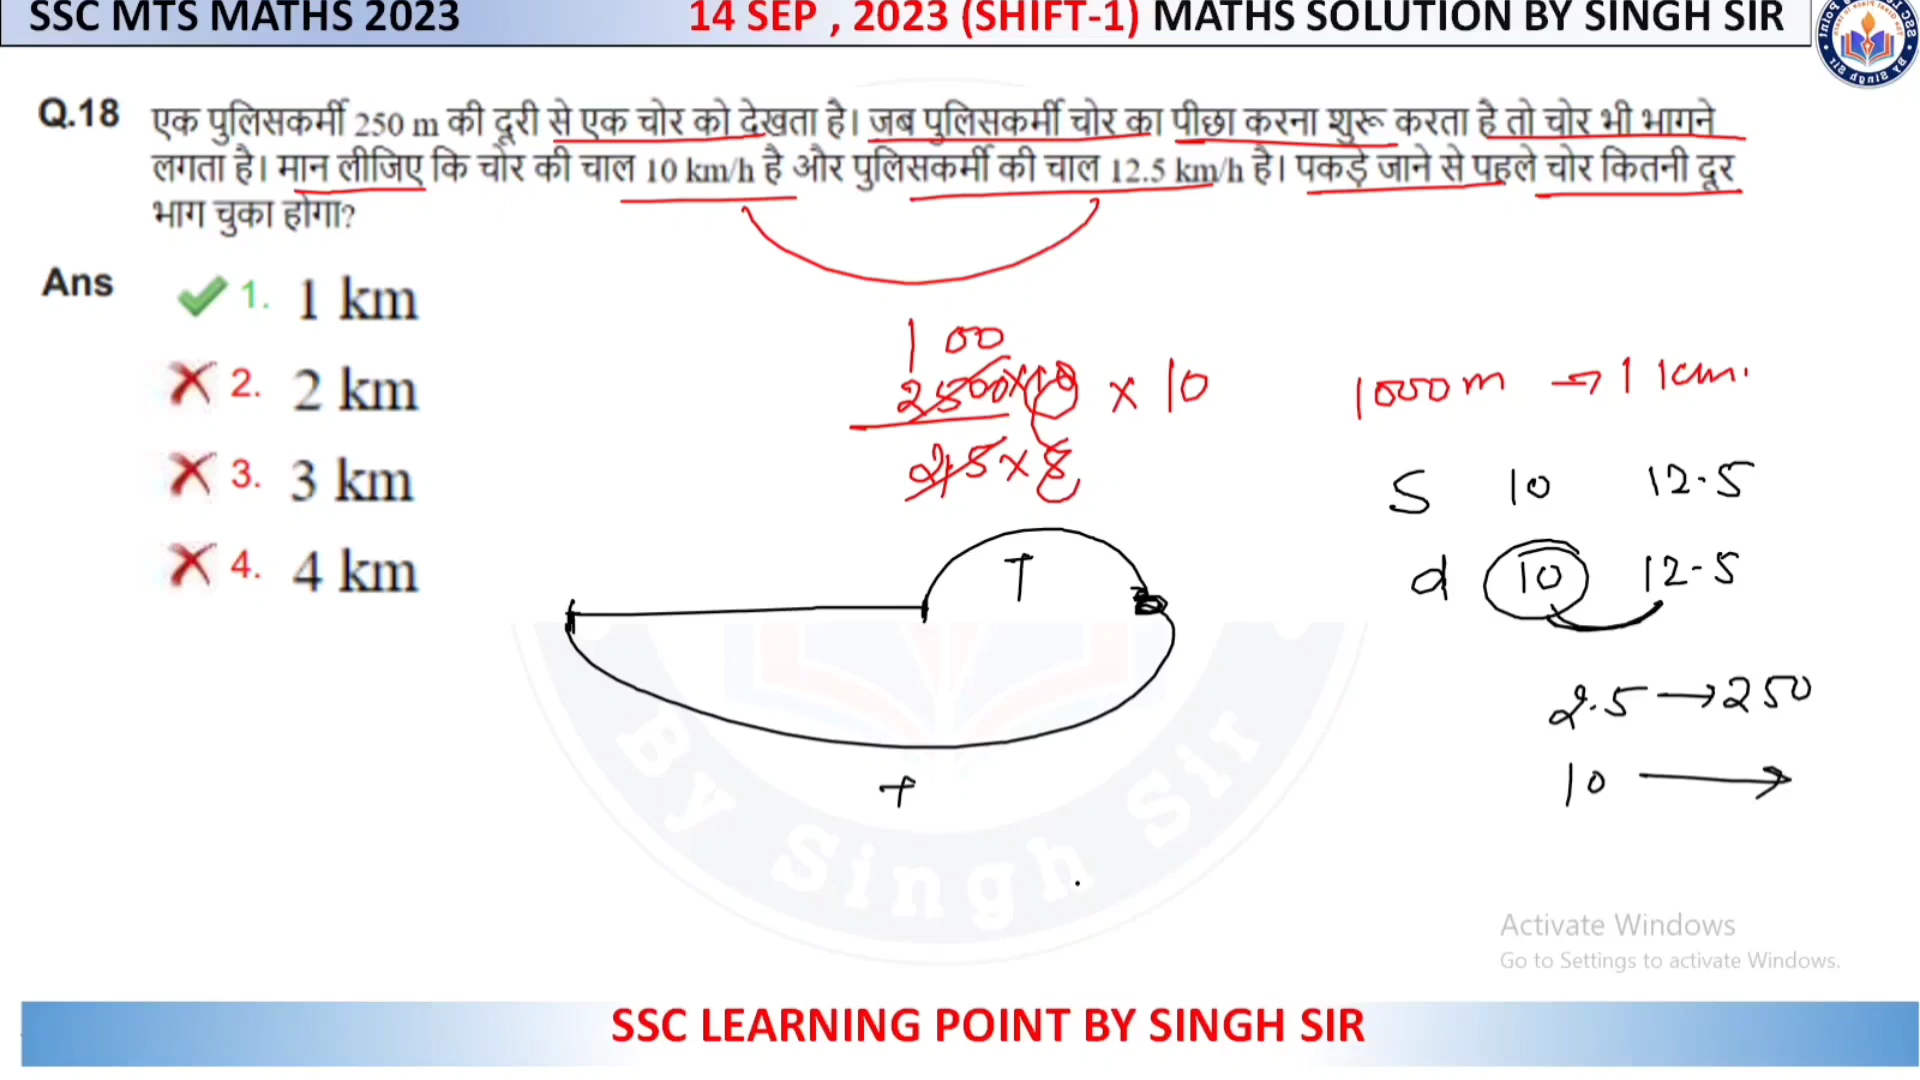 SSC MTS MATHS 2023
14 SEP , 2023 (SHIFT-1) MATHS SOLUTION BY SINGH SIR
Q.18 एक पुलिसकर्मी 250 m की दूरी से एक चोर को देखता है। जब पुलिसकर्मी चोर का पीछा करना शुरू करता है तो चोर भी भागने
लगता है। मान लीजिए कि चोर की चाल 10 km/h है और पुलिसकर्मी की चाल 12.5 km/h है। पकड़े जाने से पहले चोर कितनी दूर
भाग चुका होगा?
Ans
1. 1 km
2. 2 km
3. 3 km
4. 4 km
100
× 10
1000 m → 1 km.
S 10 12.5
d 10 12.5
T
2.5 → 250
10 →
By Singh Sir
Activate Windows
Go to Settings to activate Windows.
SSC LEARNING POINT BY SINGH SIR